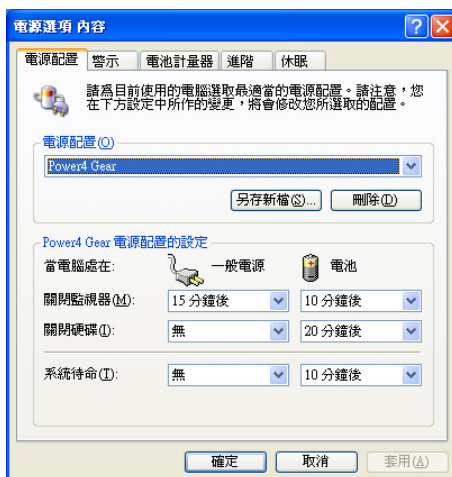 電源選項 內容
電源配置 警示 電池計量器 進階 休眠
請為目前使用的電腦選取最適當的電源配置。請注意，您
在下方設定中所作的變更，將會修改您所選取的配置。
電源配置(O)
Power4 Gear
另存新檔(S)... 刪除(D)
Power4 Gear 電源配置的設定
當電腦處在: 一般電源 電池
關閉監視器(M): 15 分鐘後 10 分鐘後
關閉硬碟(I): 無 20 分鐘後
系統待命(T): 無 10 分鐘後
確定 取消 套用(A)